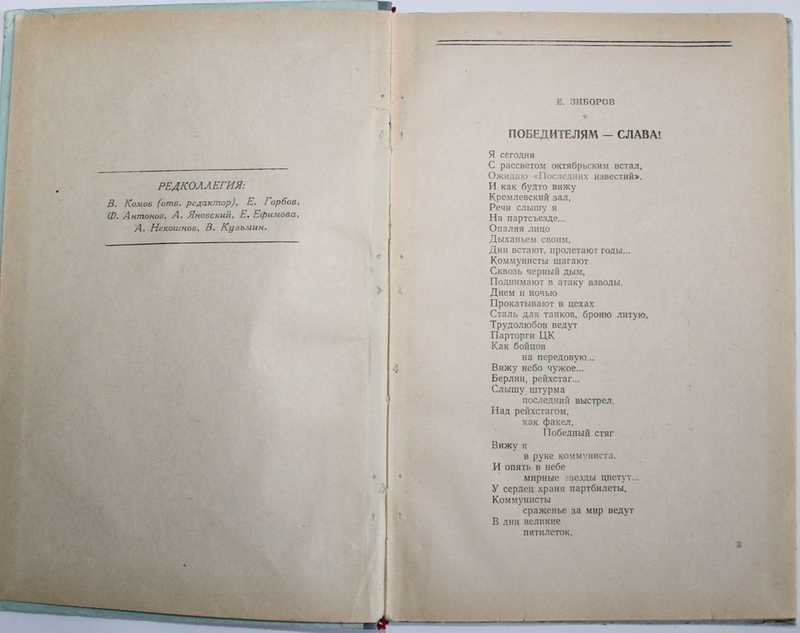 РЕДКОЛЛЕГИЯ:
В. Комов (отв. редактор), Е. Горбов,
Ф. Антонов, А. Яновский, Е. Ефимова,
А. Некошнов, В. Кузьмин.
Е. ЗИБОРОВ
ПОБЕДИТЕЛЯМ — СЛАВА!
Я сегодня
С рассветом октябрьским встал,
Ожидаю «Последних известий».
И как будто вижу
Кремлевский зал,
Речи слышу я
На партсъезде...
Опаляя лицо
Дыханьем своим,
Дни встают, пролетают годы...
Коммунисты шагают
Сквозь черный дым,
Поднимают в атаку взводы.
Днем и ночью
Прокатывают в цехах
Сталь для танков, броню литую,
Трудолюбов ведут
Парторги ЦК
Как бойцов
на передовую...
Вижу небо чужое...
Берлин, рейхстаг...
Слышу штурма
последний выстрел,
Над рейхстагом,
как факел,
Победный стяг
Вижу я
в руке коммуниста.
И опять в небе
мирные звезды цветут...
У сердец храня партбилеты,
Коммунисты
сраженье за мир ведут
В дни великие
пятилеток.
3